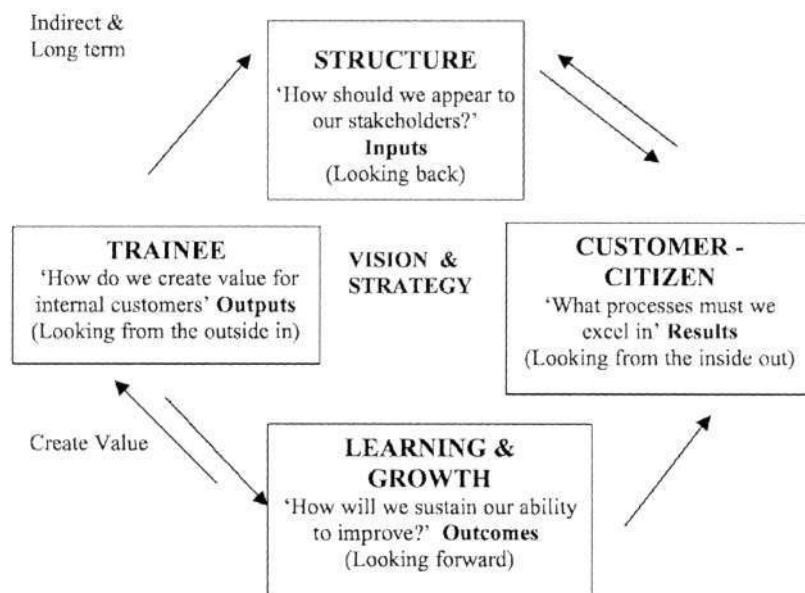 Indirect &
Long term
STRUCTURE
‘How should we appear to
our stakeholders?’
Inputs
(Looking back)
TRAINEE
‘How do we create value for
internal customers’ Outputs
(Looking from the outside in)
VISION &
STRATEGY
CUSTOMER -
CITIZEN
‘What processes must we
excel in’ Results
(Looking from the inside out)
Create Value
LEARNING &
GROWTH
‘How will we sustain our ability
to improve?’ Outcomes
(Looking forward)